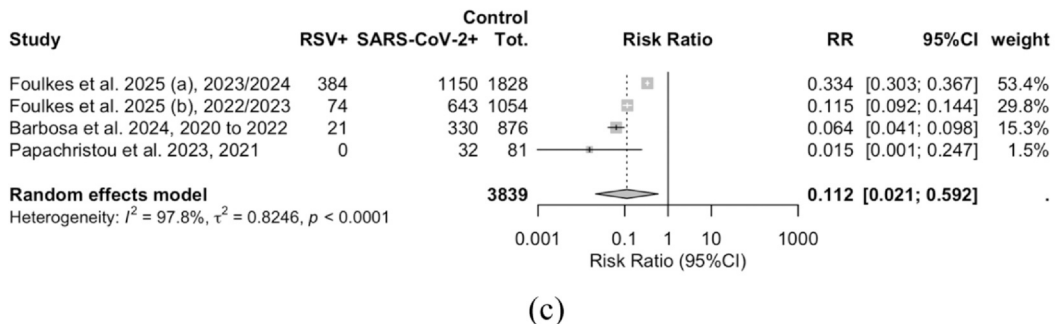 Control
Study RSV+ SARS-CoV-2+ Tot. Risk Ratio RR 95%CI weight
Foulkes et al. 2025 (a), 2023/2024 384 1150 1828 0.334 [0.303; 0.367] 53.4%
Foulkes et al. 2025 (b), 2022/2023 74 643 1054 0.115 [0.092; 0.144] 29.8%
Barbosa et al. 2024, 2020 to 2022 21 330 876 0.064 [0.041; 0.098] 15.3%
Papachristou et al. 2023, 2021 0 32 81 0.015 [0.001; 0.247] 1.5%
Random effects model 3839 0.112 [0.021; 0.592] .
Heterogeneity: I² = 97.8%, τ² = 0.8246, p < 0.0001
0.001 0.1 1 10 1000
Risk Ratio (95%CI)
(c)